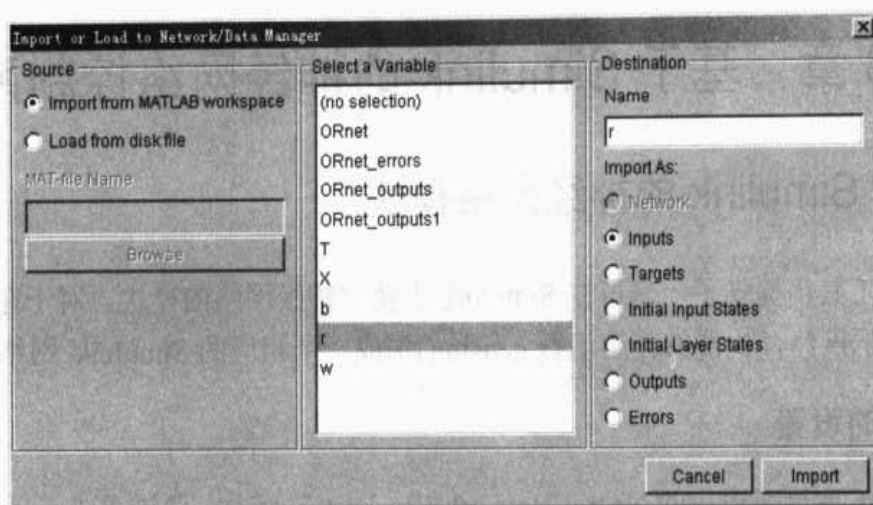 Import or Load to Network/Data Manager
Source
Import from MATLAB workspace
Load from disk file
MAT-file Name
Browse
Select a Variable
(no selection)
ORnet
ORnet_errors
ORnet_outputs
ORnet_outputs1
T
X
b
r
w
Destination
Name
r
Import As:
Network
Inputs
Targets
Initial Input States
Initial Layer States
Outputs
Errors
Cancel
Import